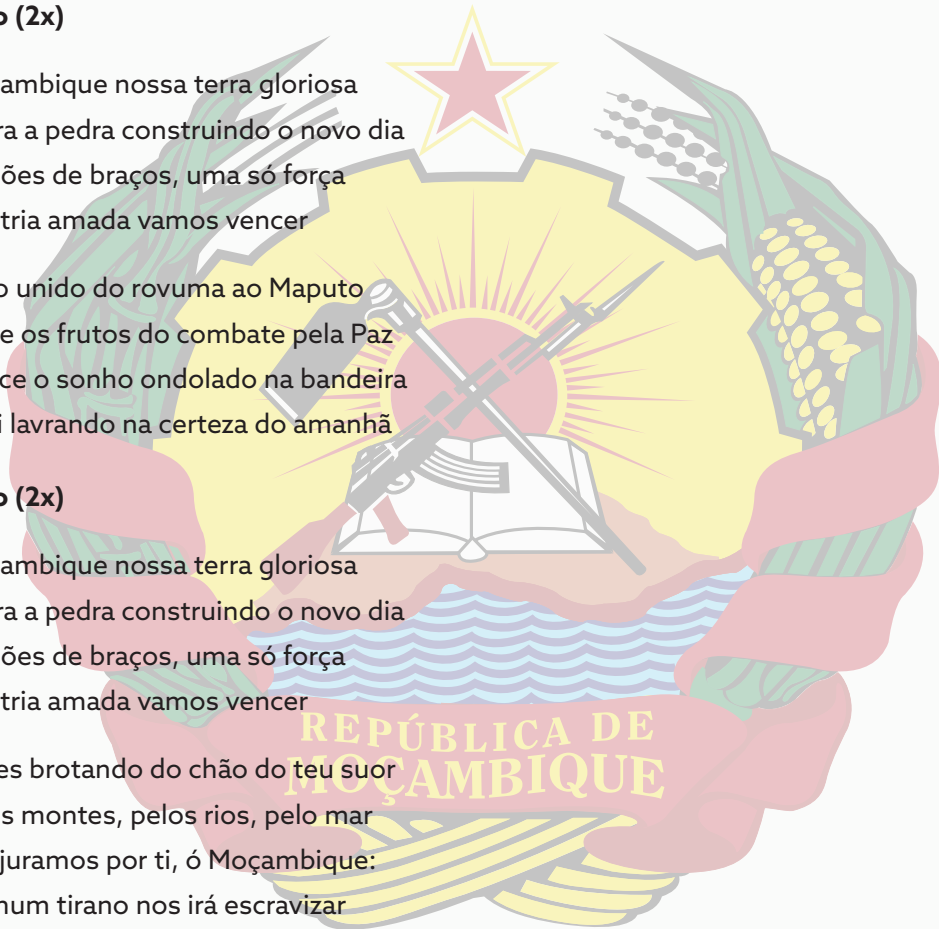 o (2x)
ambique nossa terra gloriosa
ra a pedra construindo o novo dia
ões de braços, uma só força
tria amada vamos vencer
o unido do rovuma ao Maputo
e os frutos do combate pela Paz
ce o sonho ondolado na bandeira
i lavrando na certeza do amanhã
o (2x)
ambique nossa terra gloriosa
ra a pedra construindo o novo dia
ões de braços, uma só força
tria amada vamos vencer
REPÚBLICA DE
MOÇAMBIQUE
es brotando do chão do teu suor
s montes, pelos rios, pelo mar
juramos por ti, ó Moçambique:
hum tirano nos irá escravizar